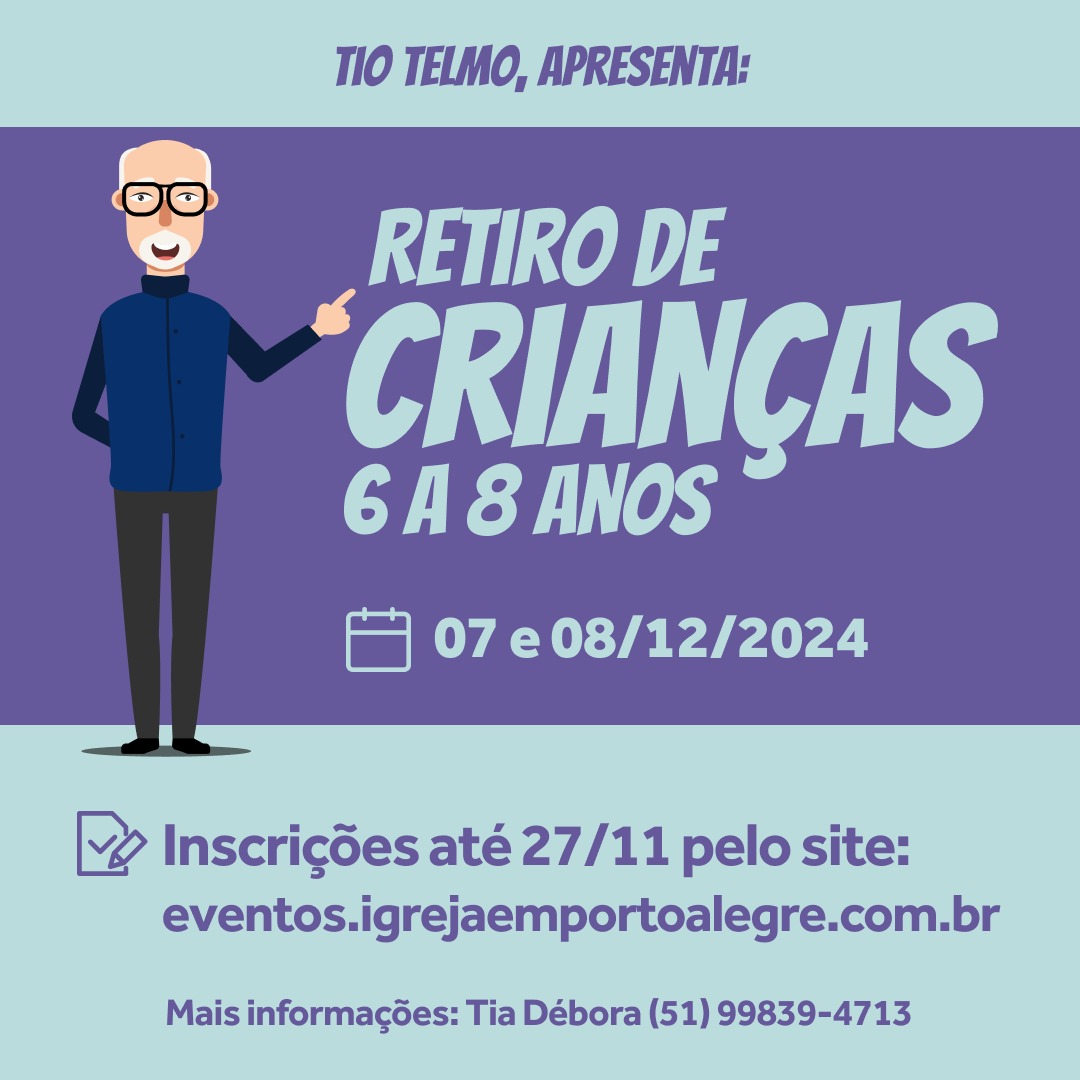 TIO TELMO, APRESENTA:
RETIRO DE
CRIANÇAS
6 A 8 ANOS
07 e 08/12/2024
Inscrições até 27/11 pelo site:
eventos.igrejaemportoalegre.com.br
Mais informações: Tia Débora (51) 99839-4713